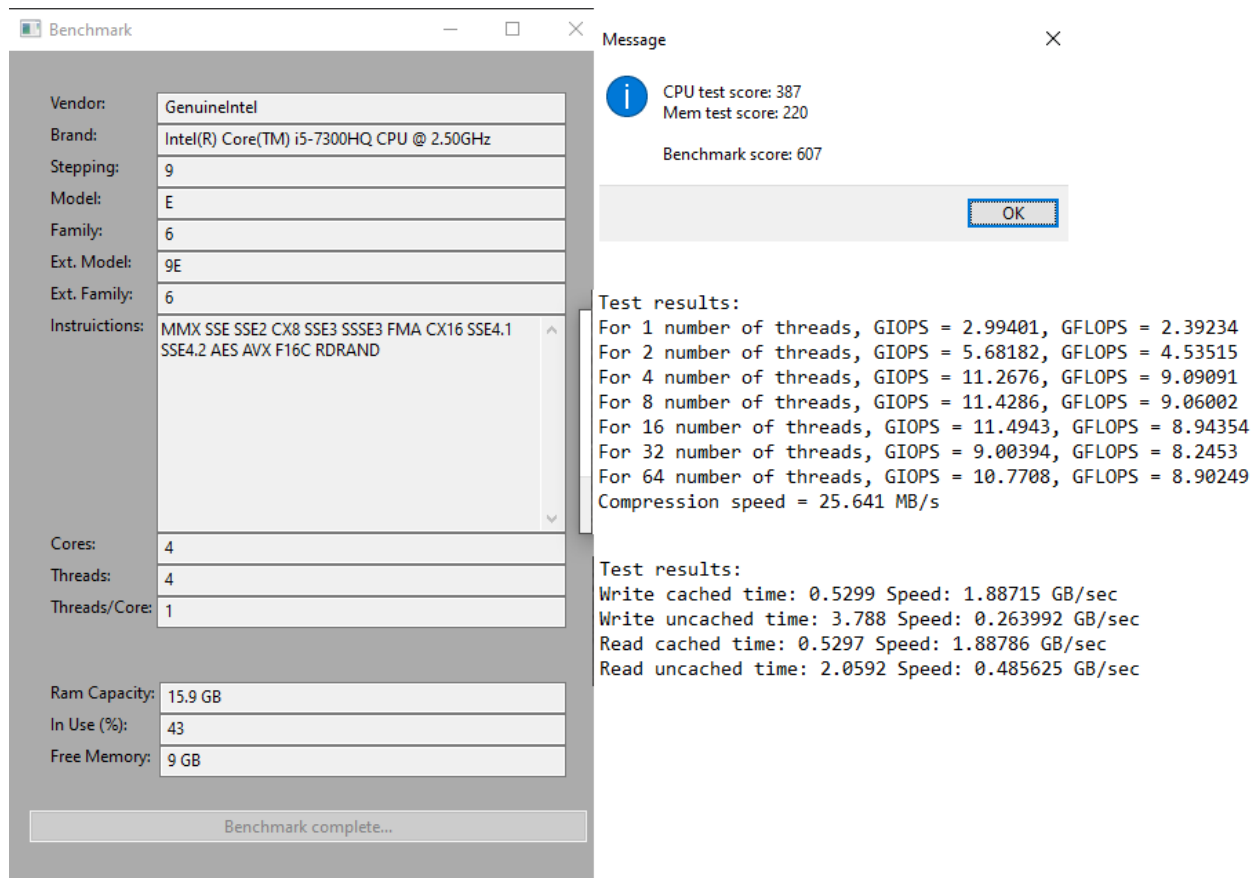 Benchmark
Vendor: GenuineIntel
Brand: Intel(R) Core(TM) i5-7300HQ CPU @ 2.50GHz
Stepping: 9
Model: E
Family: 6
Ext. Model: 9E
Ext. Family: 6
Instruictions: MMX SSE SSE2 CX8 SSE3 SSSE3 FMA CX16 SSE4.1
SSE4.2 AES AVX F16C RDRAND
Cores: 4
Threads: 4
Threads/Core: 1
Ram Capacity: 15.9 GB
In Use (%): 43
Free Memory: 9 GB
Benchmark complete...
Message
CPU test score: 387
Mem test score: 220
Benchmark score: 607
OK
Test results:
For 1 number of threads, GIOPS = 2.99401, GFLOPS = 2.39234
For 2 number of threads, GIOPS = 5.68182, GFLOPS = 4.53515
For 4 number of threads, GIOPS = 11.2676, GFLOPS = 9.09091
For 8 number of threads, GIOPS = 11.4286, GFLOPS = 9.06002
For 16 number of threads, GIOPS = 11.4943, GFLOPS = 8.94354
For 32 number of threads, GIOPS = 9.00394, GFLOPS = 8.2453
For 64 number of threads, GIOPS = 10.7708, GFLOPS = 8.90249
Compression speed = 25.641 MB/s
Test results:
Write cached time: 0.5299 Speed: 1.88715 GB/sec
Write uncached time: 3.788 Speed: 0.263992 GB/sec
Read cached time: 0.5297 Speed: 1.88786 GB/sec
Read uncached time: 2.0592 Speed: 0.485625 GB/sec